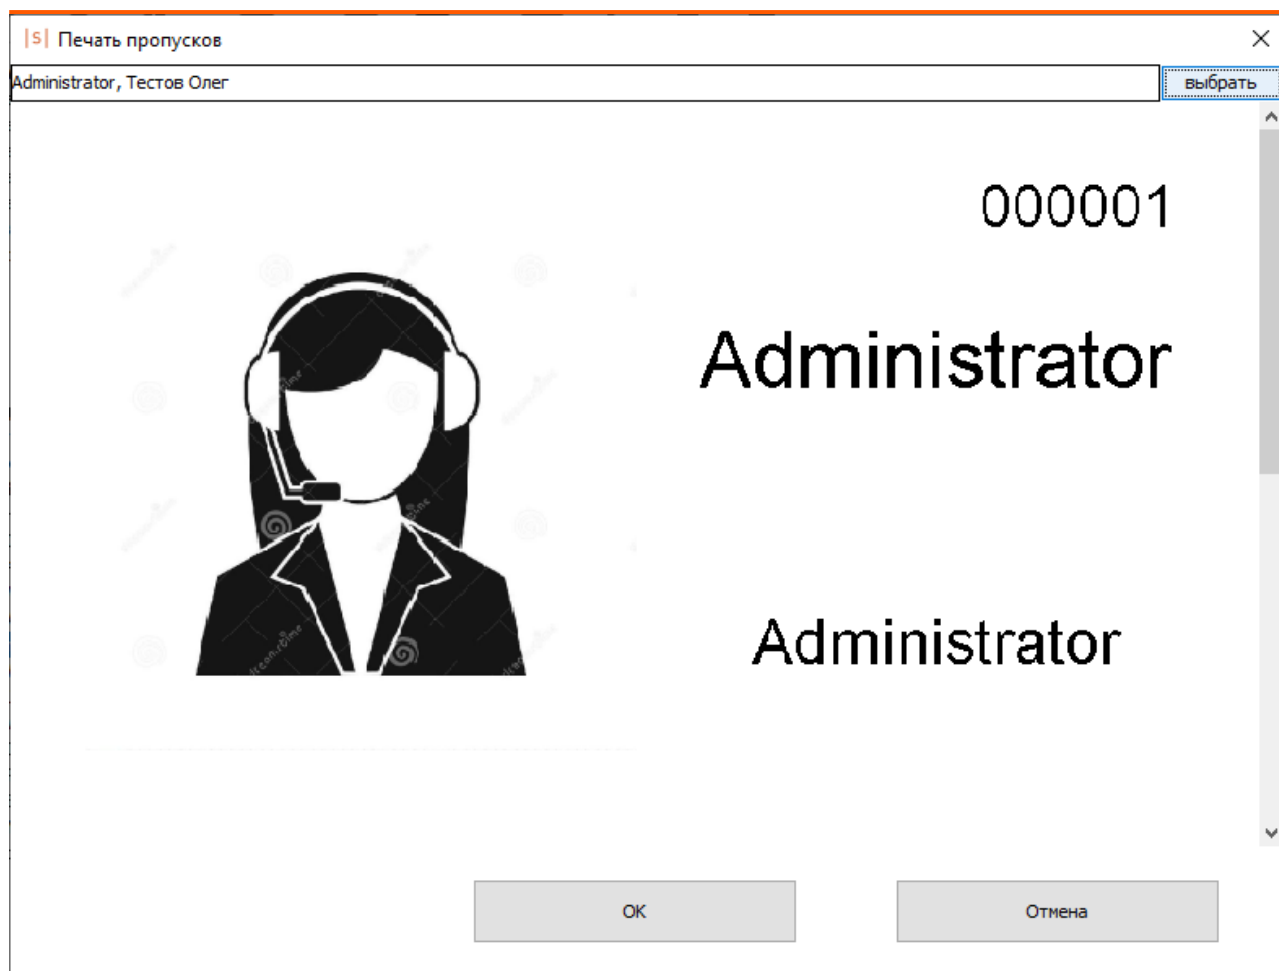 |S| Печать пропусков
Administrator, Тестов Олег
выбрать
000001
Administrator
Administrator
OK
Отмена